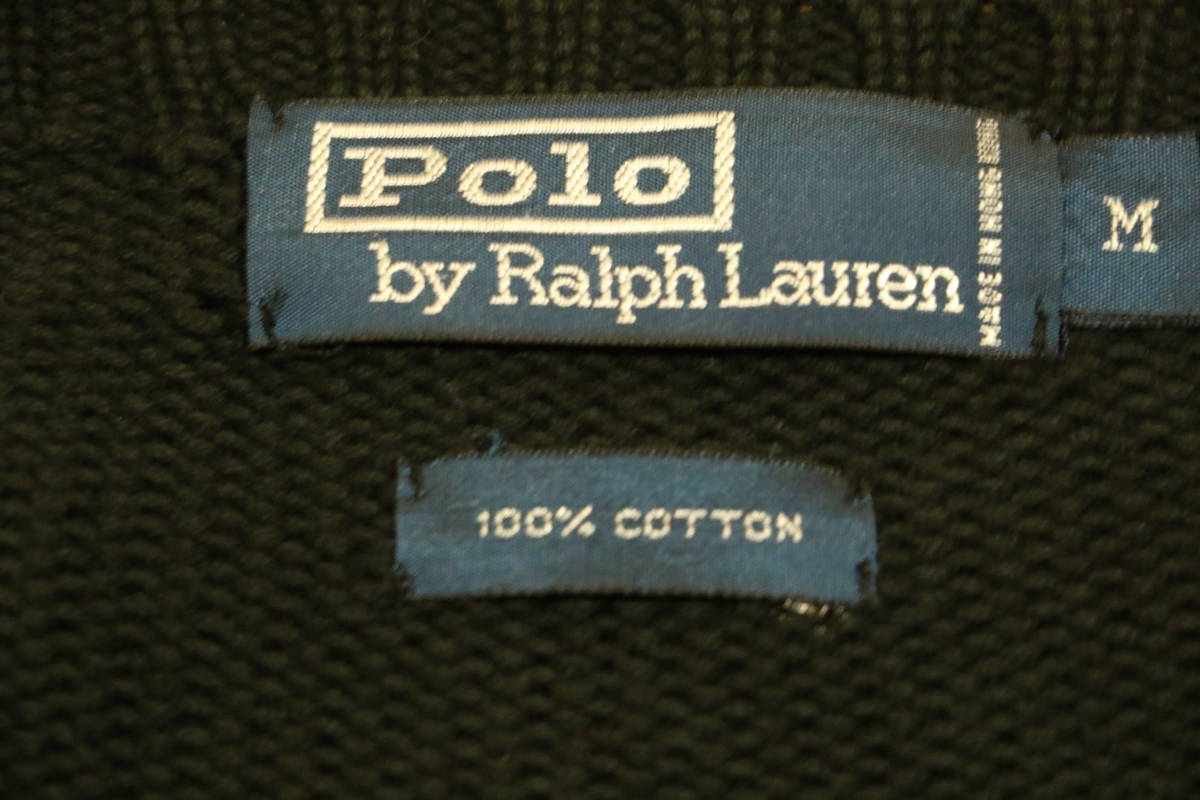 Polo
by Ralph Lauren
MADE IN HONG KONG
M
100% COTTON